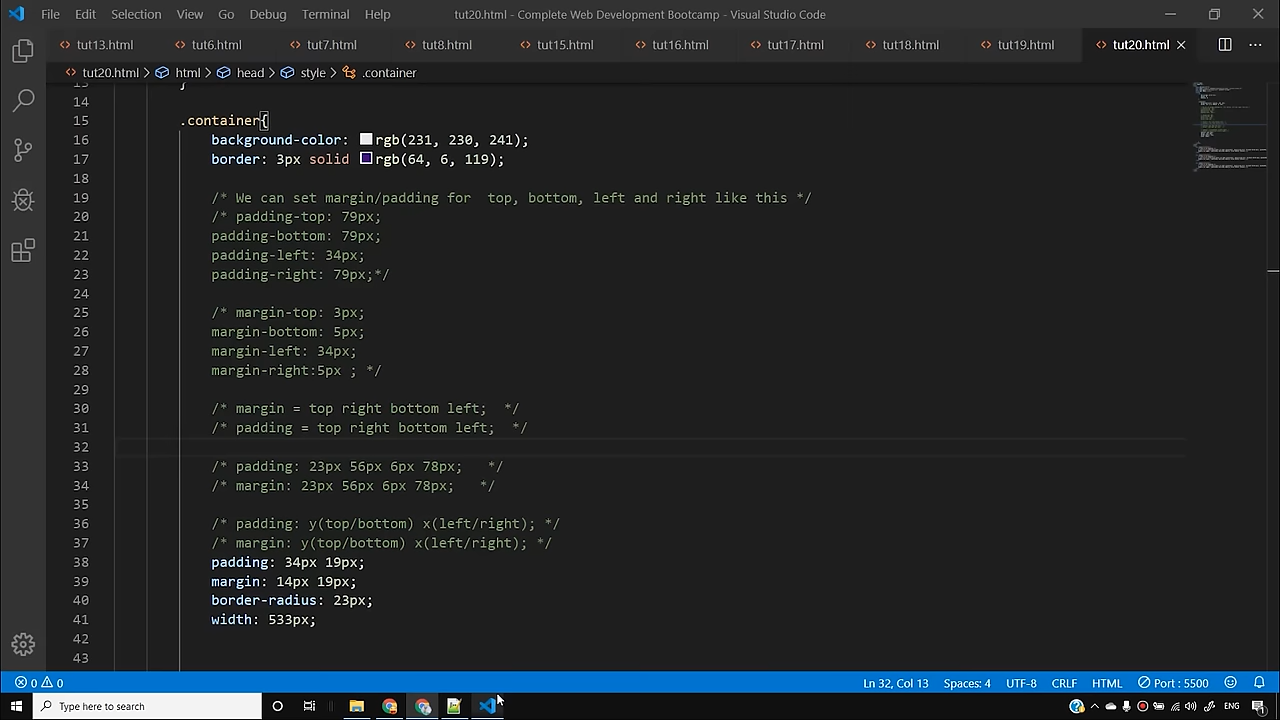 File Edit Selection View Go Debug Terminal Help tut20.html - Complete Web Development Bootcamp - Visual Studio Code
tut13.html tut6.html tut7.html tut8.html tut15.html tut16.html tut17.html tut18.html tut19.html tut20.html
tut20.html > html > head > style > .container
13 }
14
15 .container{
16 background-color: rgb(231, 230, 241);
17 border: 3px solid rgb(64, 6, 119);
18
19 /* We can set margin/padding for  top, bottom, left and right like this */
20 /* padding-top: 79px;
21 padding-bottom: 79px;
22 padding-left: 34px;
23 padding-right: 79px;*/
24
25 /* margin-top: 3px;
26 margin-bottom: 5px;
27 margin-left: 34px;
28 margin-right:5px ; */
29
30 /* margin = top right bottom left;  */
31 /* padding = top right bottom left;  */
32
33 /* padding: 23px 56px 6px 78px;   */
34 /* margin: 23px 56px 6px 78px;   */
35
36 /* padding: y(top/bottom) x(left/right); */
37 /* margin: y(top/bottom) x(left/right); */
38 padding: 34px 19px;
39 margin: 14px 19px;
40 border-radius: 23px;
41 width: 533px;
42
43
0 0 Ln 32, Col 13 Spaces: 4 UTF-8 CRLF HTML Port : 5500
Type here to search ENG